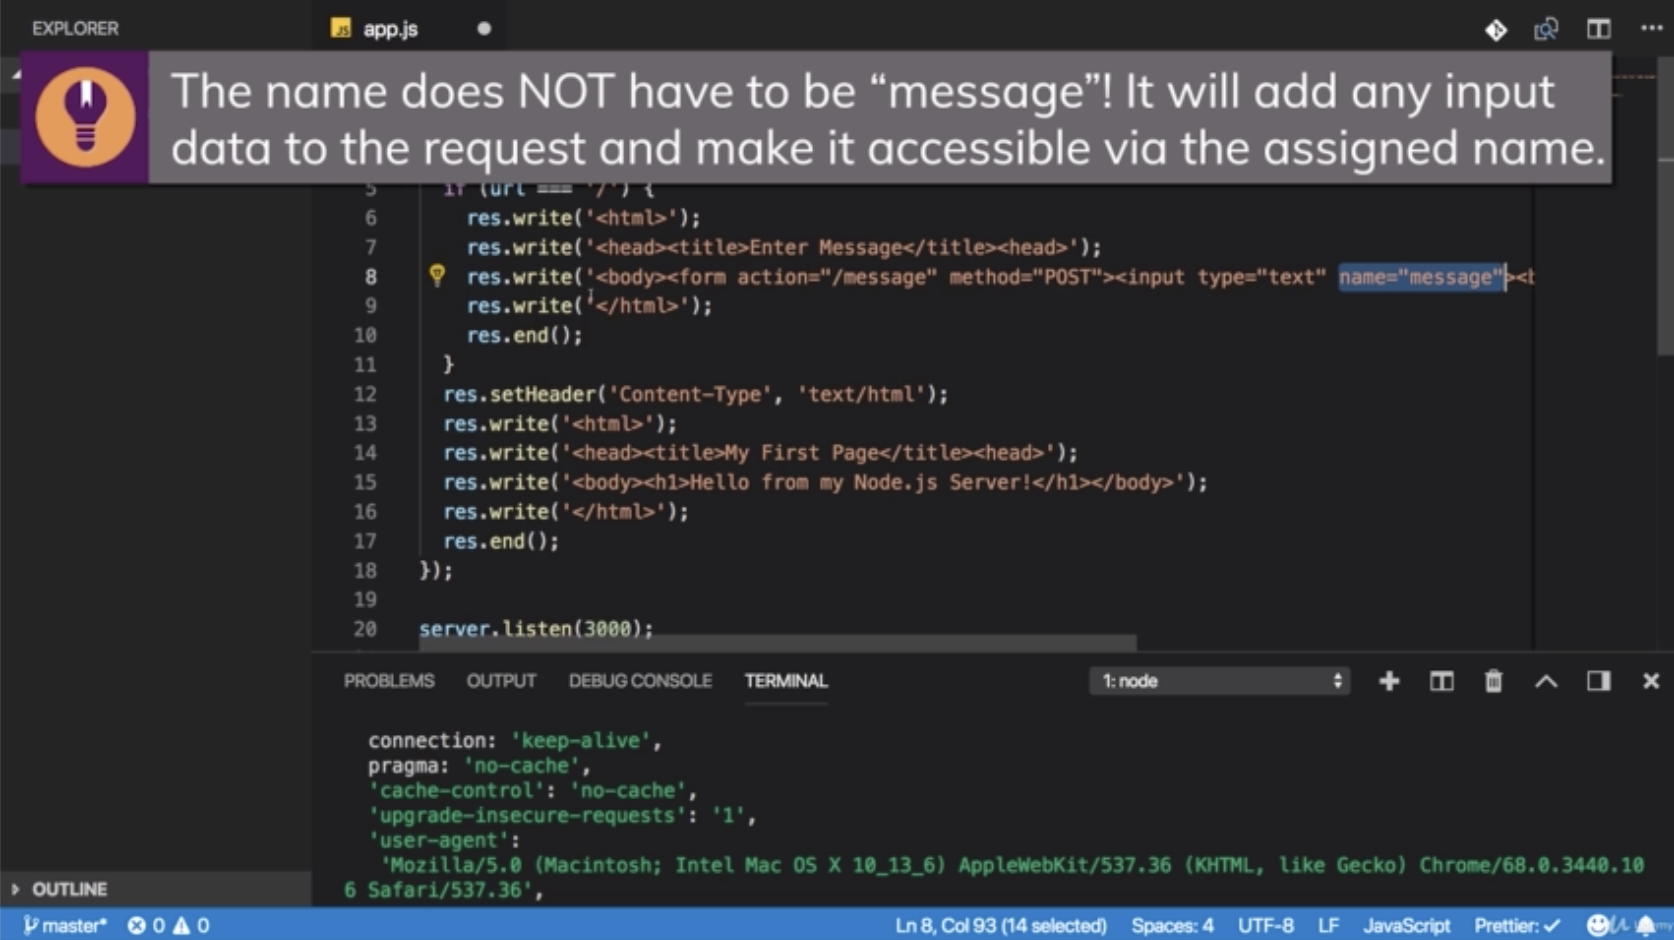 EXPLORER
JS app.js
The name does NOT have to be “message”! It will add any input
data to the request and make it accessible via the assigned name.
5 if (url === '/') {
6 res.write('<html>');
7 res.write('<head><title>Enter Message</title><head>');
8 res.write('<body><form action="/message" method="POST"><input type="text" name="message"><b
9 res.write('</html>');
10 res.end();
11 }
12 res.setHeader('Content-Type', 'text/html');
13 res.write('<html>');
14 res.write('<head><title>My First Page</title><head>');
15 res.write('<body><h1>Hello from my Node.js Server!</h1></body>');
16 res.write('</html>');
17 res.end();
18 });
19
20 server.listen(3000);
PROBLEMS OUTPUT DEBUG CONSOLE TERMINAL 1: node
connection: 'keep-alive',
pragma: 'no-cache',
'cache-control': 'no-cache',
'upgrade-insecure-requests': '1',
'user-agent':
'Mozilla/5.0 (Macintosh; Intel Mac OS X 10_13_6) AppleWebKit/537.36 (KHTML, like Gecko) Chrome/68.0.3440.10
6 Safari/537.36',
OUTLINE
master* 0 0 Ln 8, Col 93 (14 selected) Spaces: 4 UTF-8 LF JavaScript Prettier: ✓